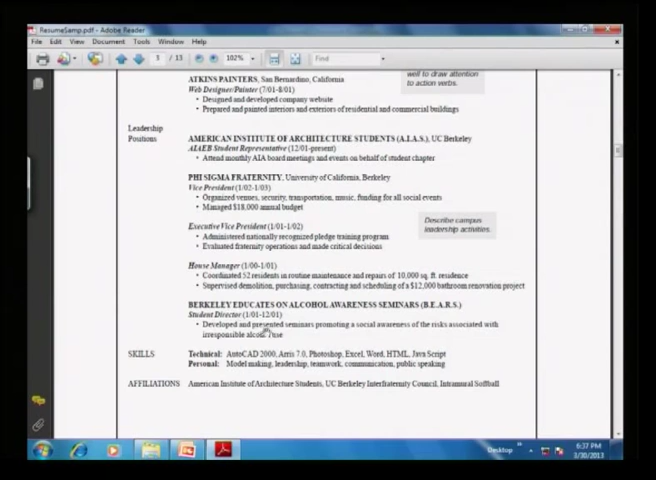 ResumeSamp.pdf - Adobe Reader
File Edit View Document Tools Window Help
3 / 13 102% Find
ATKINS PAINTERS, San Bernardino, California
Web Designer/Painter (7/01-8/01)
• Designed and developed company website
• Prepared and painted interiors and exteriors of residential and commercial buildings
well to draw attention
to action verbs.
Leadership
Positions
AMERICAN INSTITUTE OF ARCHITECTURE STUDENTS (A.I.A.S.), UC Berkeley
AIAEB Student Representative (12/01-present)
• Attend monthly AIA board meetings and events on behalf of student chapter
PHI SIGMA FRATERNITY, University of California, Berkeley
Vice President (1/02-1/03)
• Organized venues, security, transportation, music, funding for all social events
• Managed $18,000 annual budget
Describe campus
leadership activities.
Executive Vice President (1/01-1/02)
• Administered nationally recognized pledge training program
• Evaluated fraternity operations and made critical decisions
House Manager (1/00-1/01)
• Coordinated 52 residents in routine maintenance and repairs of 10,000 sq. ft. residence
• Supervised demolition, purchasing, contracting and scheduling of a $12,000 bathroom renovation project
BERKELEY EDUCATES ON ALCOHOL AWARENESS SEMINARS (B.E.A.R.S.)
Student Director (1/01-12/01)
• Developed and presented seminars promoting a social awareness of the risks associated with
irresponsible alcohol use
SKILLS Technical: AutoCAD 2000, Arris 7.0, Photoshop, Excel, Word, HTML, Java Script
Personal: Model making, leadership, teamwork, communication, public speaking
AFFILIATIONS American Institute of Architecture Students, UC Berkeley Interfraternity Council, Intramural Softball
Desktop
6:37 PM
3/30/2013